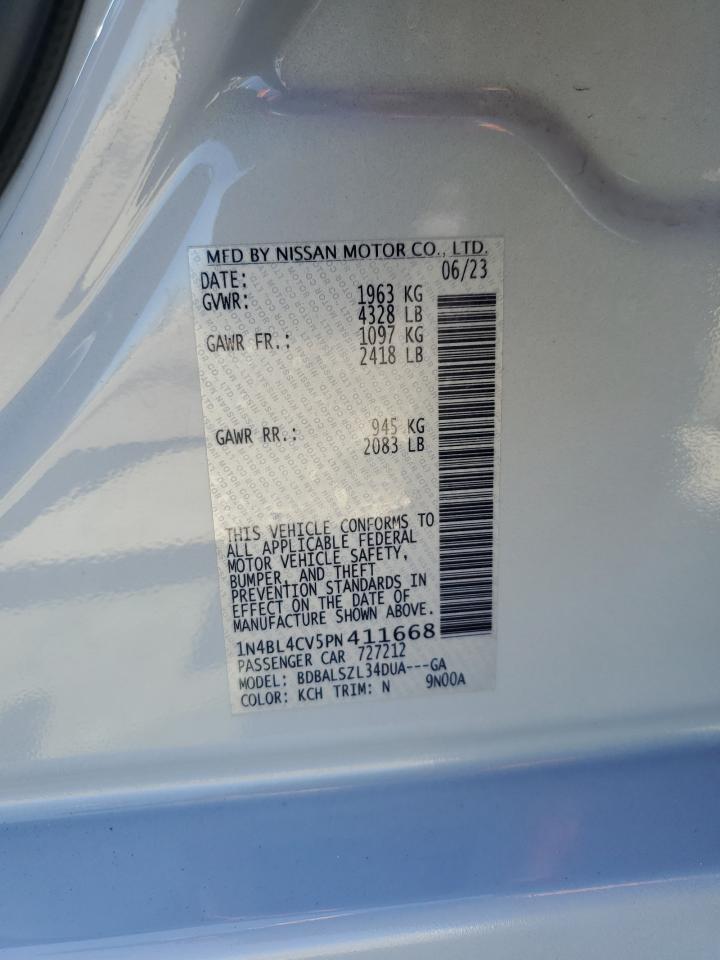 MFD BY NISSAN MOTOR CO., LTD.
DATE: 06/23
GVWR: 1963 KG
4328 LB
GAWR FR.: 1097 KG
2418 LB
GAWR RR.: 945 KG
2083 LB
THIS VEHICLE CONFORMS TO
ALL APPLICABLE FEDERAL
MOTOR VEHICLE SAFETY,
BUMPER, AND THEFT
PREVENTION STANDARDS IN
EFFECT ON THE DATE OF
MANUFACTURE SHOWN ABOVE.
1N4BL4CV5PN411668
PASSENGER CAR 727212
MODEL: BDBALSZL34DUA---GA
COLOR: KCH TRIM: N 9N00A